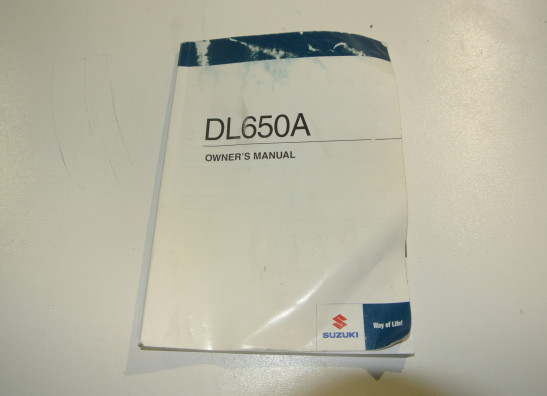 DL650A
OWNER'S MANUAL
SUZUKI
Way of Life!